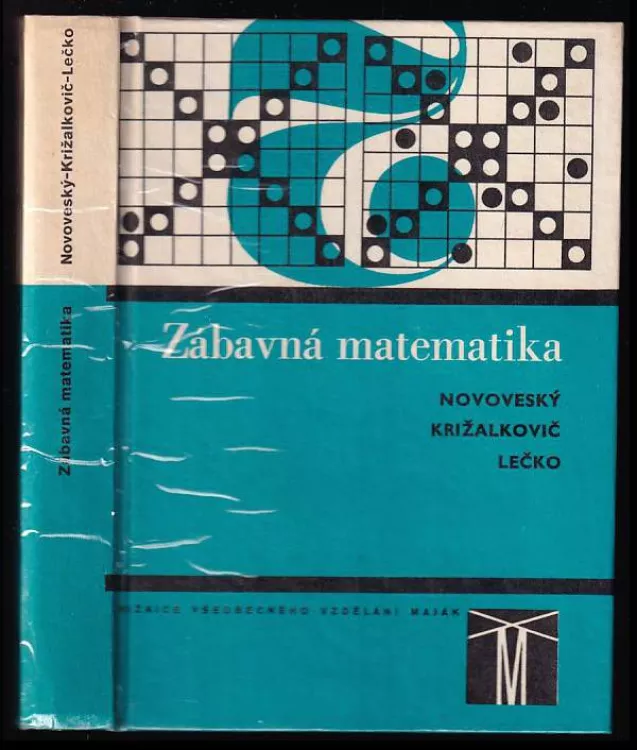 Novoveský-Križalkovič-Lečko
Zábavná matematika
Zábavná matematika
NOVOVESKÝ
KRIŽALKOVIČ
LEČKO
VŠEOBECNÉHO VZDĚLÁNÍ MAJÁK
M